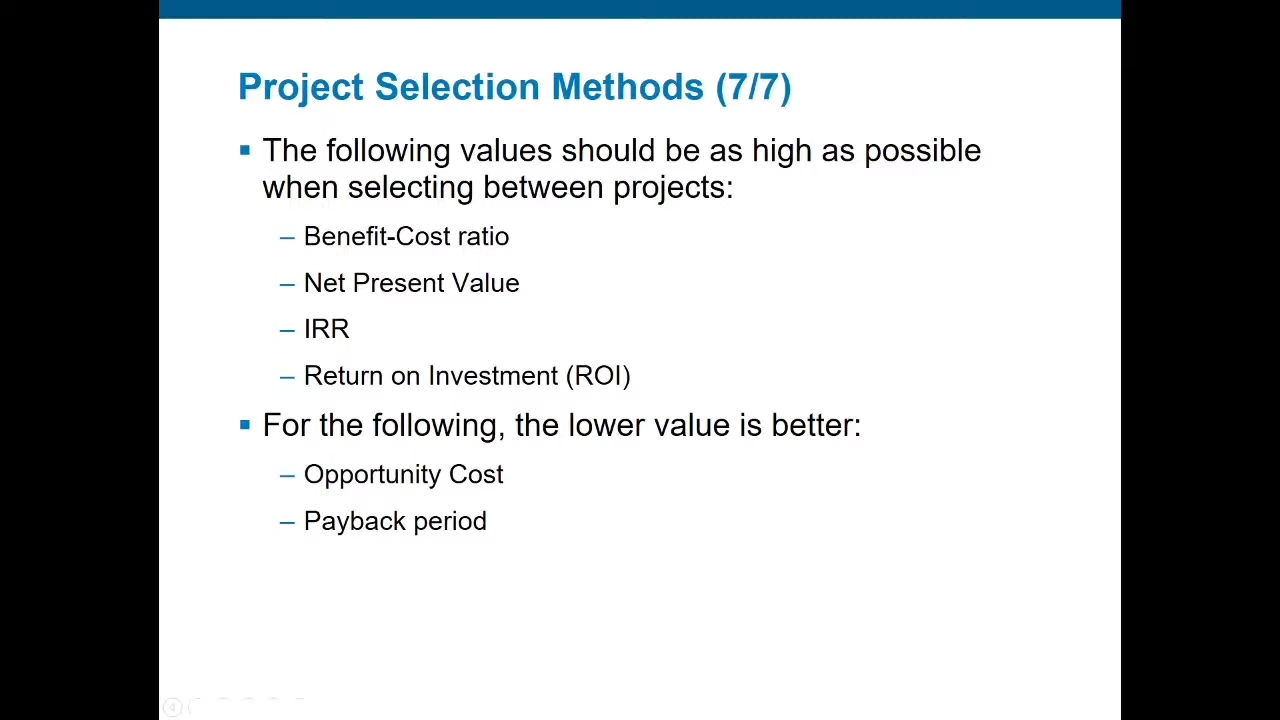 Project Selection Methods (7/7)
▪ The following values should be as high as possible
when selecting between projects:
– Benefit-Cost ratio
– Net Present Value
– IRR
– Return on Investment (ROI)
▪ For the following, the lower value is better:
– Opportunity Cost
– Payback period